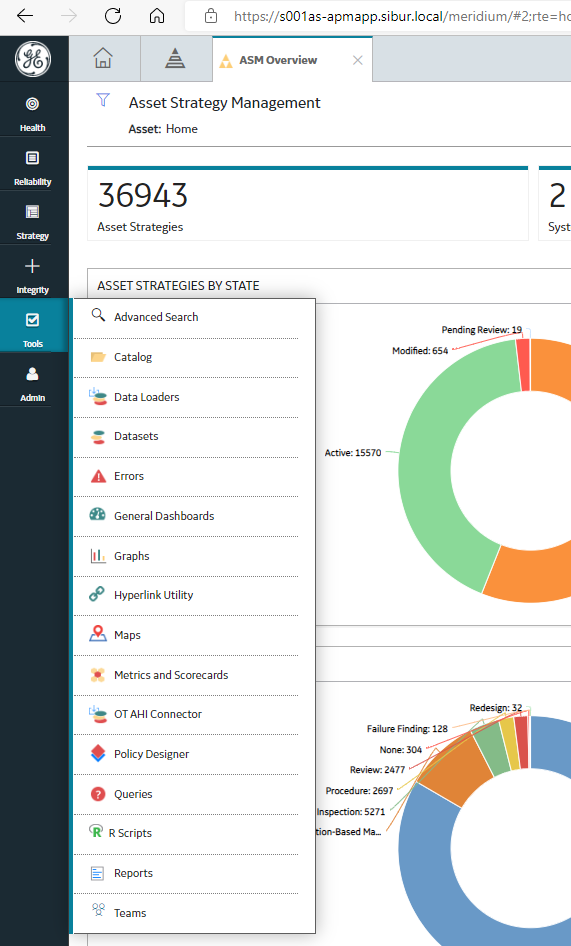 https://s001as-apmapp.sibur.local/meridium/#2;rte=ho
ASM Overview
Asset Strategy Management
Asset: Home
Health
Reliability
Strategy
Integrity
Tools
Admin
36943
Asset Strategies
2
Syst
ASSET STRATEGIES BY STATE
Advanced Search
Catalog
Data Loaders
Datasets
Errors
General Dashboards
Graphs
Hyperlink Utility
Maps
Metrics and Scorecards
OT AHI Connector
Policy Designer
Queries
R Scripts
Reports
Teams
Pending Review: 19
Modified: 654
Active: 15570
Redesign: 32
Failure Finding: 128
None: 304
Review: 2477
Procedure: 2697
Inspection: 5271
tion-Based Ma...